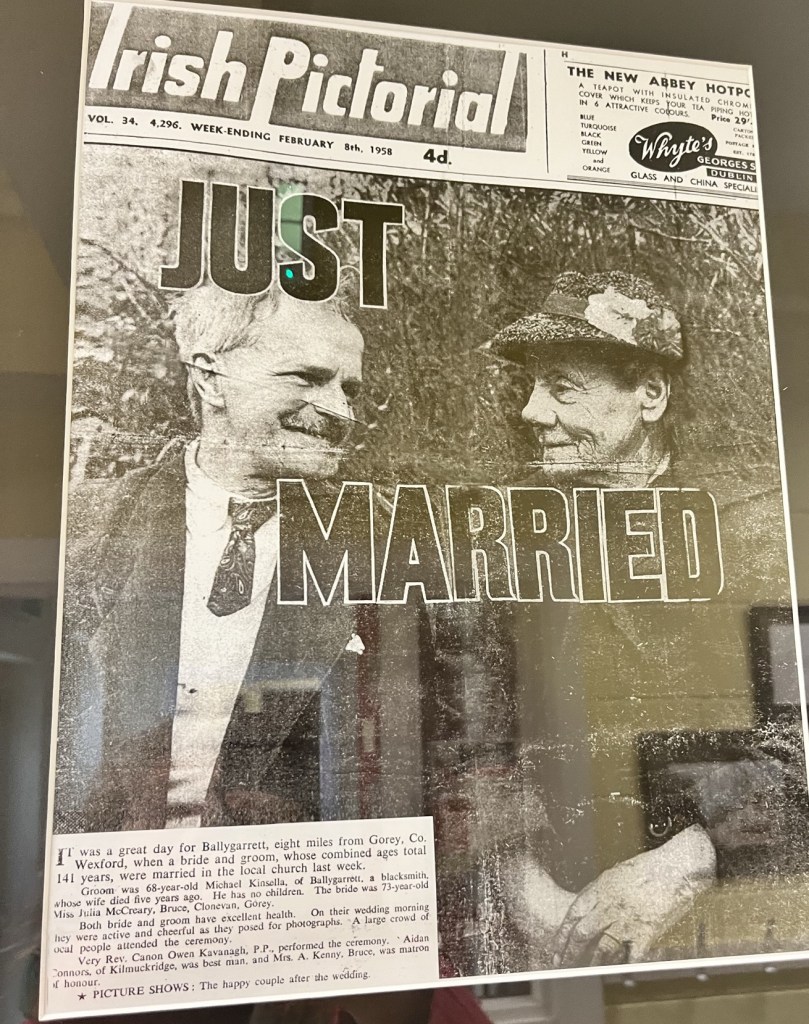 Irish Pictorial
VOL. 34. 4,296. WEEK-ENDING FEBRUARY 8th, 1958 4d.
H
THE NEW ABBEY HOTPO
A TEAPOT WITH INSULATED CHROMI
COVER WHICH KEEPS YOUR TEA PIPING HOT
IN 6 ATTRACTIVE COLOURS. Price 29/-
BLUE
TURQUOISE
BLACK
GREEN
YELLOW
and
ORANGE
Whyte's
GEORGES S
DUBLIN
GLASS AND CHINA SPECIALI
JUST
MARRIED
IT was a great day for Ballygarrett, eight miles from Gorey, Co.
Wexford, when a bride and groom, whose combined ages total
141 years, were married in the local church last week.
Groom was 68-year-old Michael Kinsella, of Ballygarett, a blacksmith,
whose wife died five years ago. He has no children. The bride was 73-year-old
Miss Julia McCreary, Bruce, Clonevan, Gorey.
Both bride and groom have excellent health. On their wedding morning
hey were active and cheerful as they posed for photographs. A large crowd of
ocal people attended the ceremony.
Very Rev. Canon Owen Kavanagh, P.P., performed the ceremony. Aidan
Connors, of Kilmuckridge, was best man, and Mrs. A. Kenny, Bruce, was matron
of honour.
★ PICTURE SHOWS: The happy couple after the wedding.